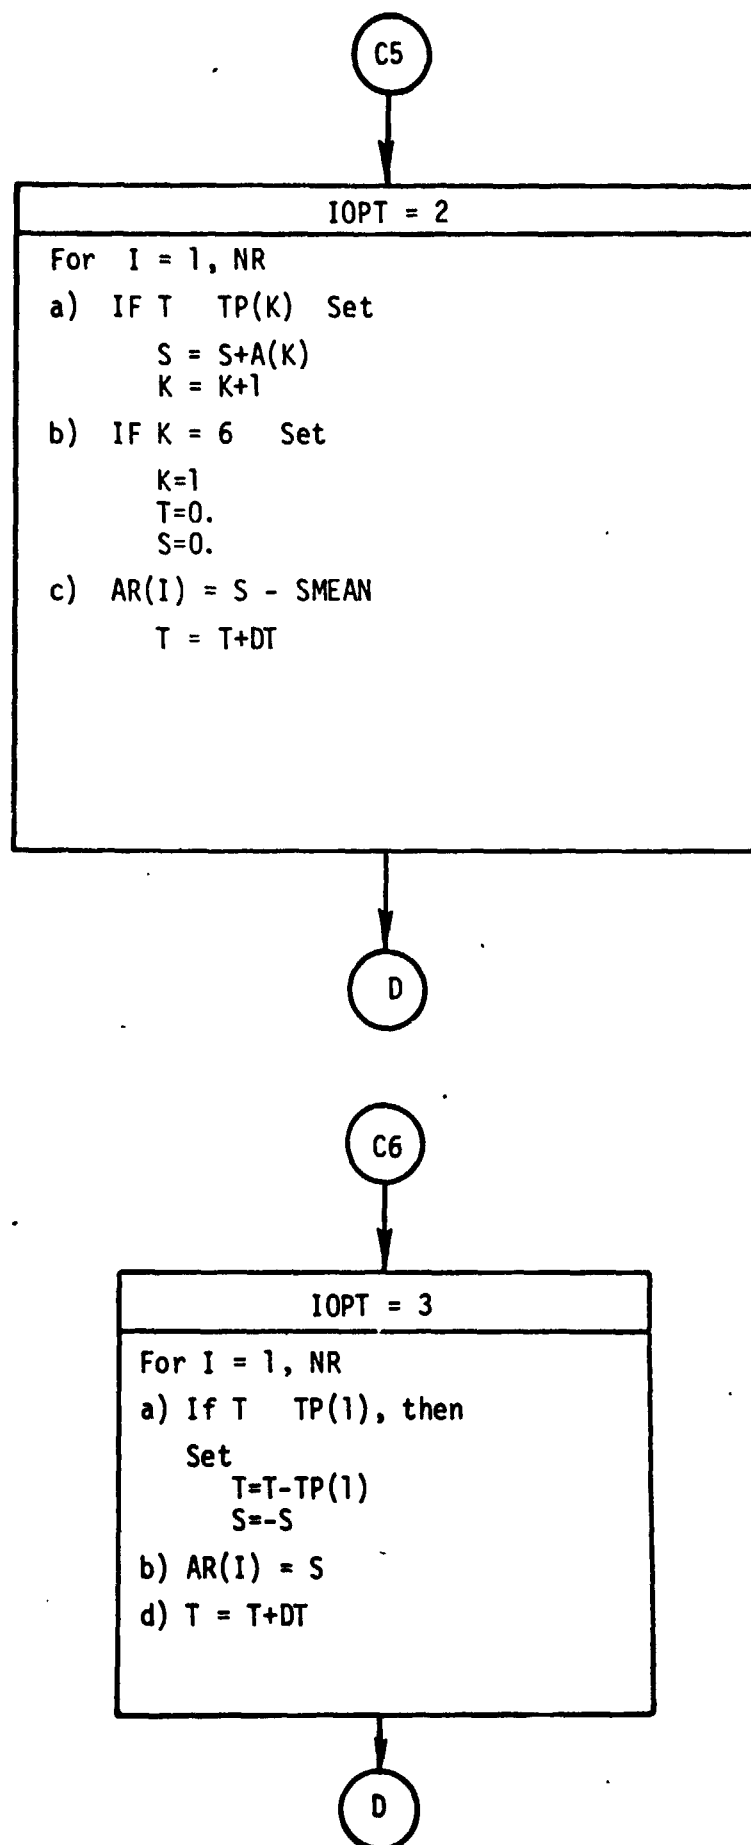 C5
IOPT = 2
For I = 1, NR
a) IF T TP(K) Set
S = S+A(K)
K = K+1
b) IF K = 6 Set
K=1
T=0.
S=0.
c) AR(I) = S - SMEAN
T = T+DT
D
C6
IOPT = 3
For I = 1, NR
a) If T TP(1), then
Set
T=T-TP(1)
S=-S
b) AR(I) = S
d) T = T+DT
D